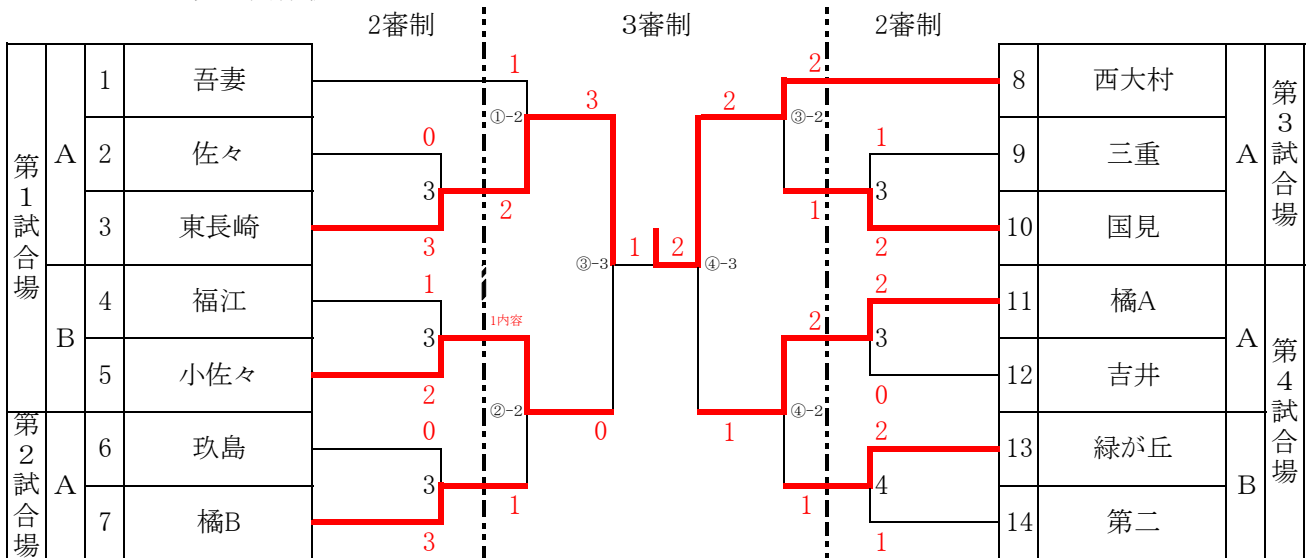 2審制
3審制
2審制
第1試合場
A
1
吾妻
2
佐々
3
東長崎
B
4
福江
5
小佐々
第2試合場
A
6
玖島
7
橘B
1
0
3
3
2
①-2
3
1
3
2
1内容
②-2
0
0
3
3
1
③-3
1
2
④-3
2
2
③-2
1
1
3
2
2
3
0
2
④-2
1
2
4
1
1
8
西大村
9
三重
10
国見
A
第3試合場
11
橘A
12
吉井
A
13
緑が丘
14
第二
B
第4試合場